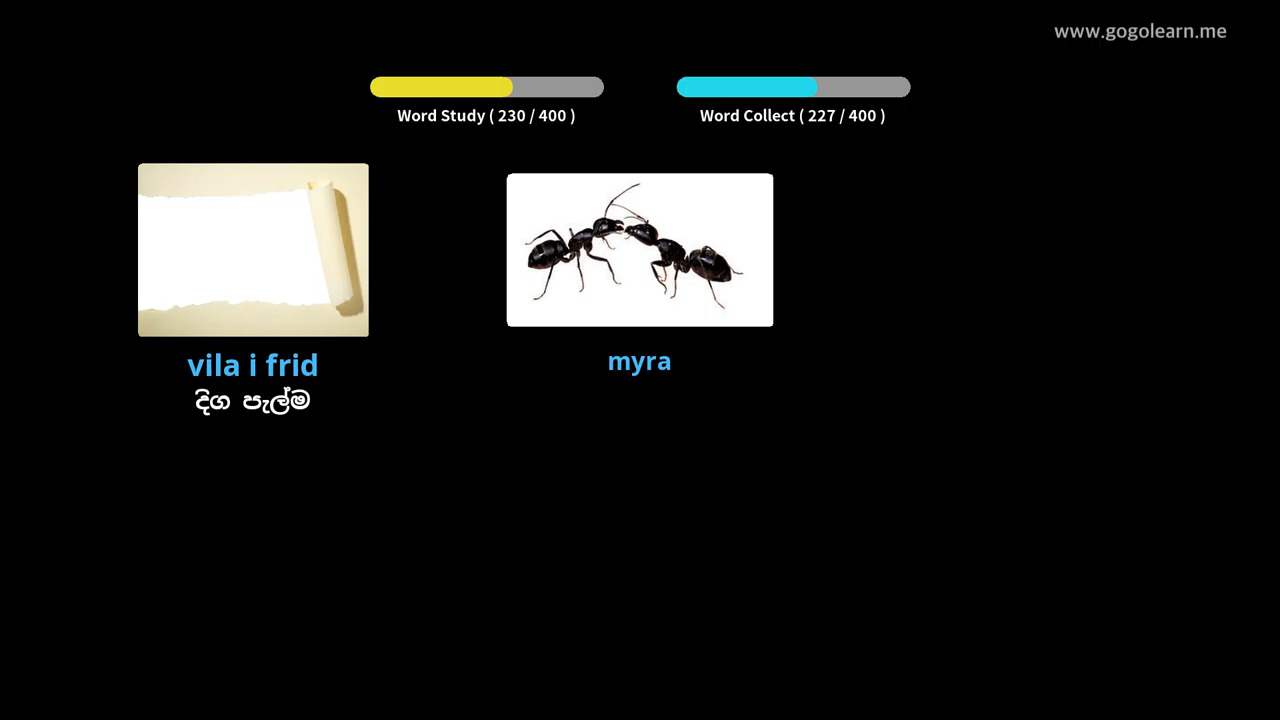 www.gogolearn.me
Word Study ( 230 / 400 )
Word Collect ( 227 / 400 )
vila i frid
දිග පැල්ම
myra